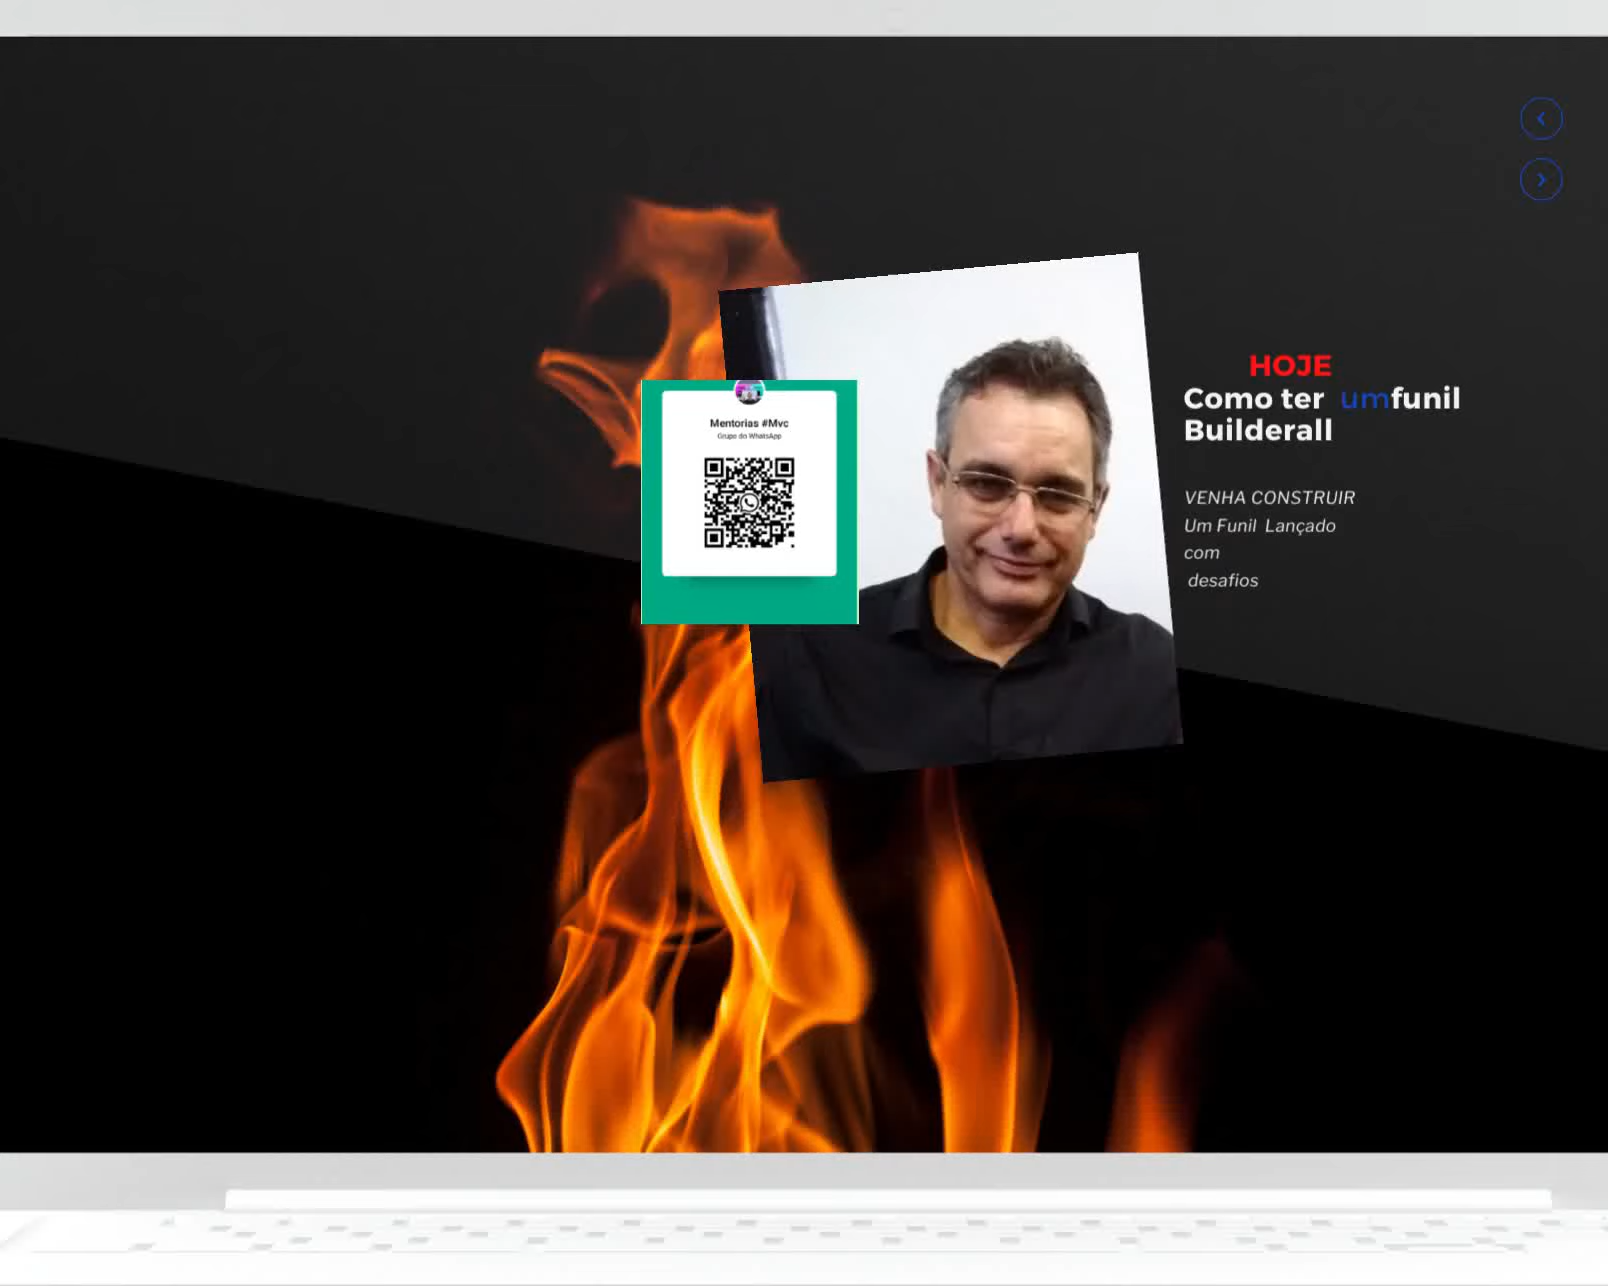 Mentorias #Mvc
Grupo do WhatsApp
HOJE
Como ter umfunil
Builderall
VENHA CONSTRUIR
Um Funil Lançado
com
desafios